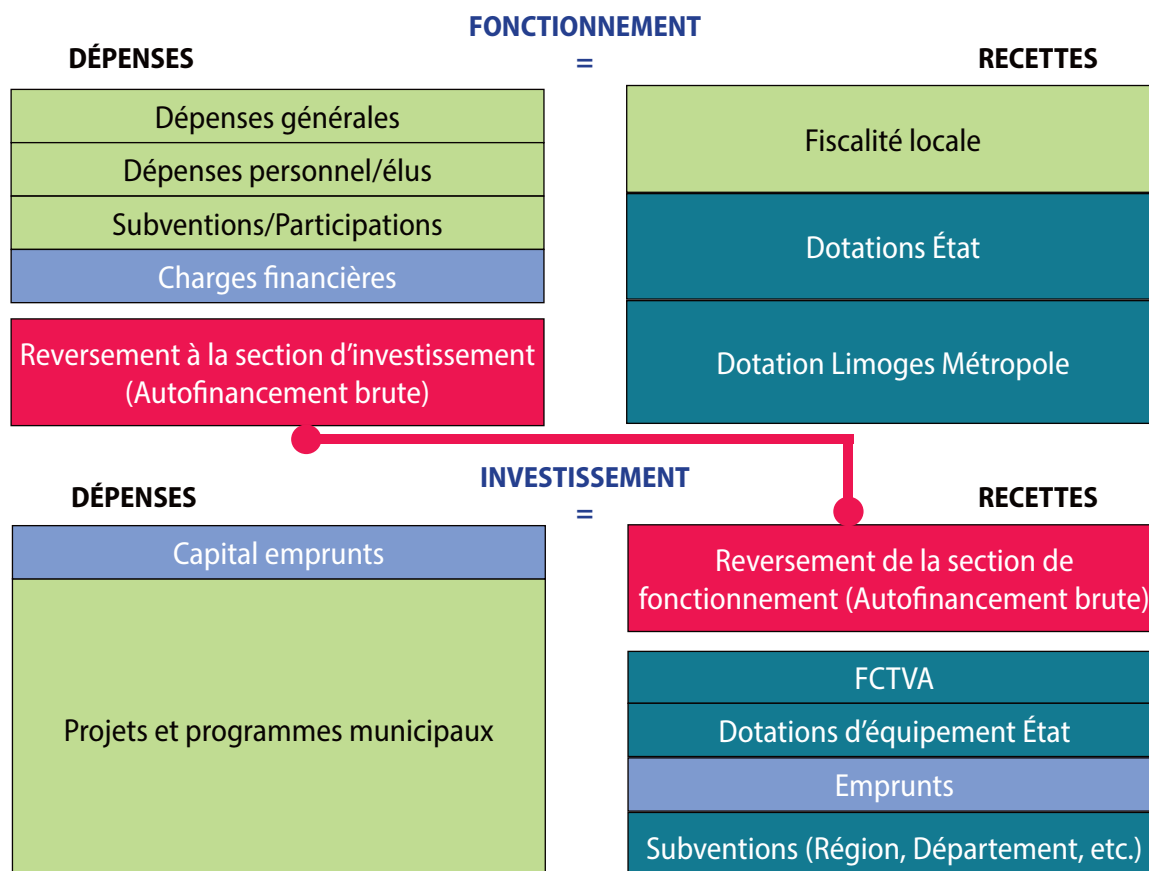 FONCTIONNEMENT
DÉPENSES
=
RECETTES
Dépenses générales
Dépenses personnel/élus
Subventions/Participations
Charges financières
Reversement à la section d'investissement
(Autofinancement brute)
Fiscalité locale
Dotations État
Dotation Limoges Métropole
INVESTISSEMENT
DÉPENSES
=
RECETTES
Capital emprunts
Projets et programmes municipaux
Reversement de la section de
fonctionnement (Autofinancement brute)
FCTVA
Dotations d'équipement État
Emprunts
Subventions (Région, Département, etc.)